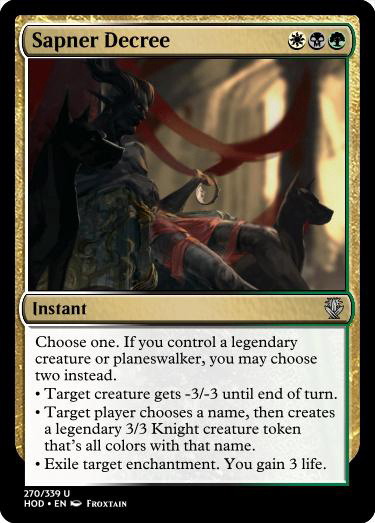 Sapner Decree
Instant
Choose one. If you control a legendary
creature or planeswalker, you may choose
two instead.
• Target creature gets -3/-3 until end of turn.
• Target player chooses a name, then creates
a legendary 3/3 Knight creature token
that's all colors with that name.
• Exile target enchantment. You gain 3 life.
270/339 U
HOD • EN Froxtain